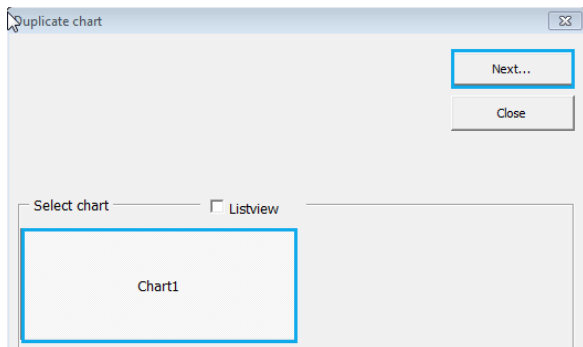 Duplicate chart
Next...
Close
Select chart
Listview
Chart1